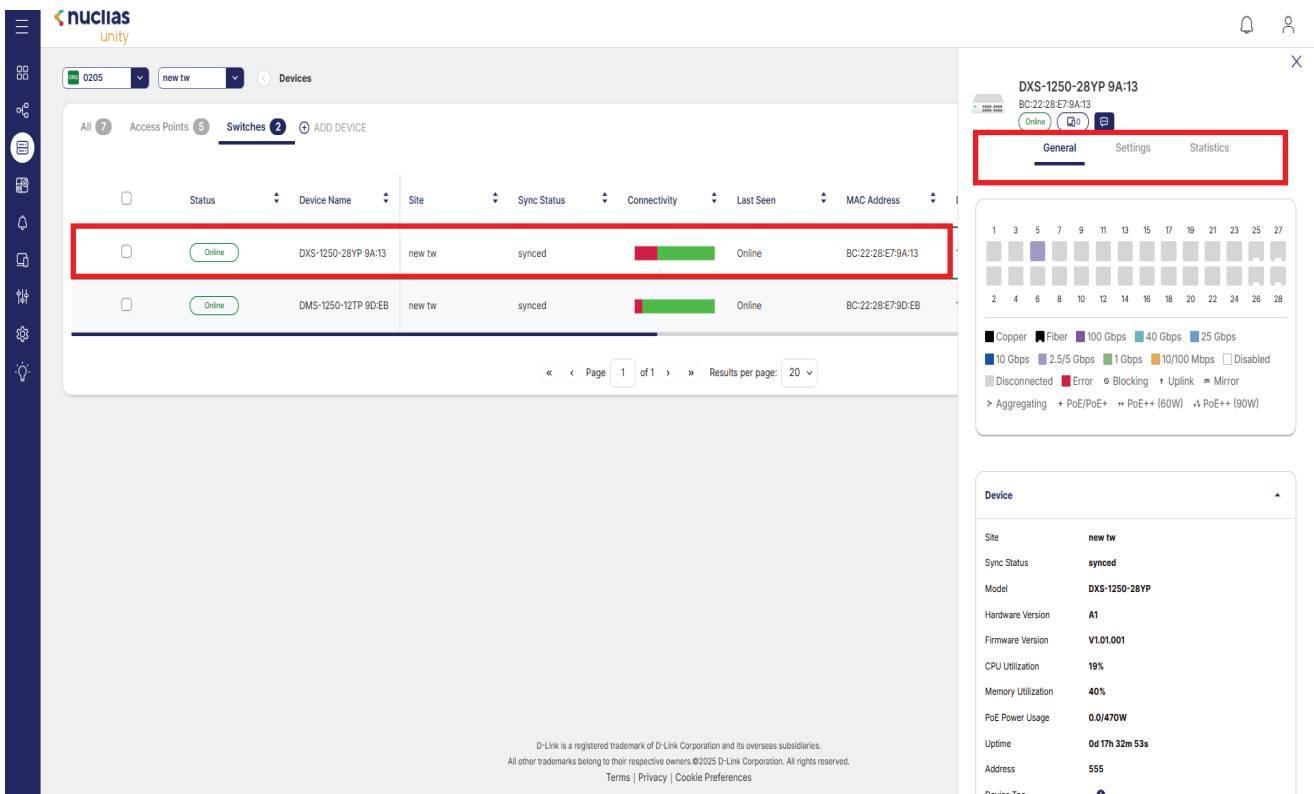 nuclias
unity
ORG 0205
new tw
Devices
All 7
Access Points 5
Switches 2
ADD DEVICE
Status
Device Name
Site
Sync Status
Connectivity
Last Seen
MAC Address
Online
DXS-1250-28YP 9A:13
new tw
synced
Online
BC:22:28:E7:9A:13
Online
DMS-1250-12TP 9D:EB
new tw
synced
Online
BC:22:28:E7:9D:EB
« ‹ Page 1 of 1 › » Results per page: 20
D-Link is a registered trademark of D-Link Corporation and its overseas subsidiaries.
All other trademarks belong to their respective owners.©2025 D-Link Corporation. All rights reserved.
Terms | Privacy | Cookie Preferences
X
DXS-1250-28YP 9A:13
BC:22:28:E7:9A:13
Online
0
General
Settings
Statistics
1 3 5 7 9 11 13 15 17 19 21 23 25 27
2 4 6 8 10 12 14 16 18 20 22 24 26 28
Copper Fiber 100 Gbps 40 Gbps 25 Gbps
10 Gbps 2.5/5 Gbps 1 Gbps 10/100 Mbps Disabled
Disconnected Error Blocking Uplink Mirror
Aggregating PoE/PoE+ PoE++ (60W) PoE++ (90W)
Device
Site new tw
Sync Status synced
Model DXS-1250-28YP
Hardware Version A1
Firmware Version V1.01.001
CPU Utilization 19%
Memory Utilization 40%
PoE Power Usage 0.0/470W
Uptime 0d 17h 32m 53s
Address 555